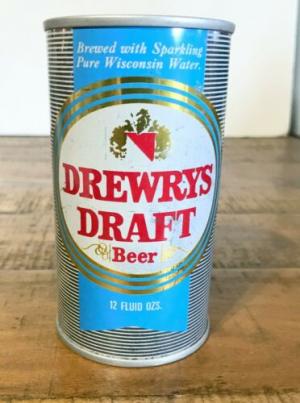 Brewed with Sparkling
Pure Wisconsin Water.
DREWRYS
DRAFT
Beer
12 FLUID OZS.